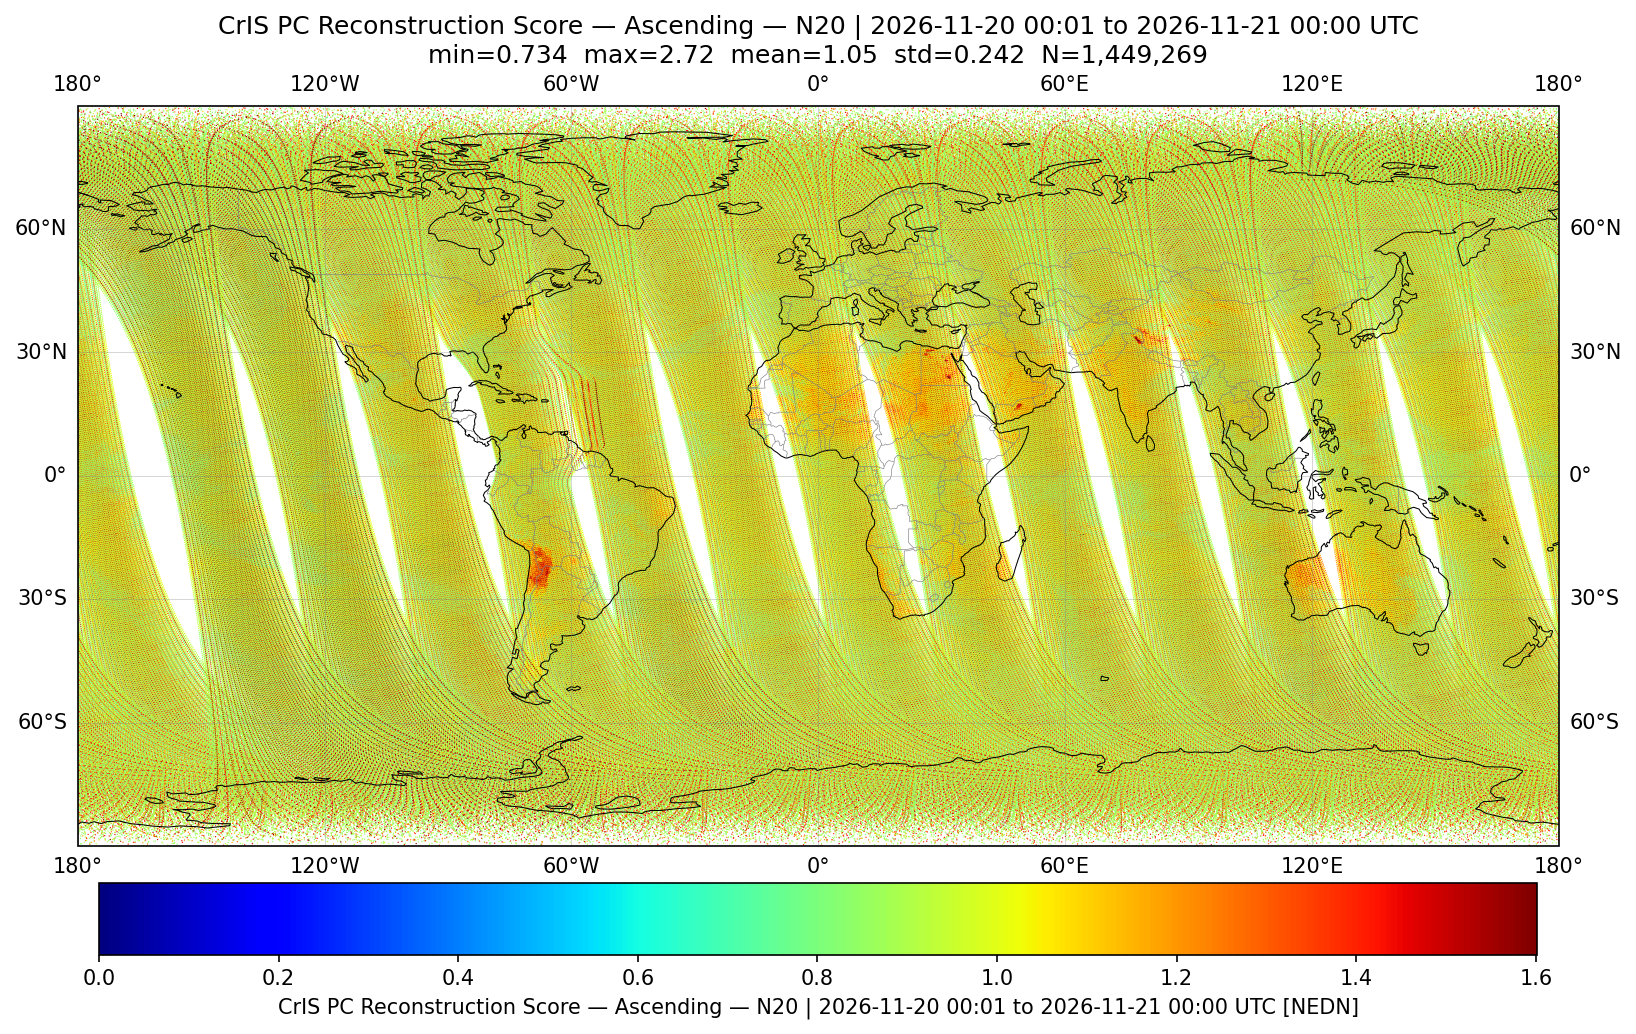 CrIS PC Reconstruction Score — Ascending — N20 | 2026-11-20 00:01 to 2026-11-21 00:00 UTC
min=0.734 max=2.72 mean=1.05 std=0.242 N=1,449,269
180° 120°W 60°W 0° 60°E 120°E 180°
60°N 60°N
30°N 30°N
0° 0°
30°S 30°S
60°S 60°S
180° 120°W 60°W 0° 60°E 120°E 180°
0.0 0.2 0.4 0.6 0.8 1.0 1.2 1.4 1.6
CrIS PC Reconstruction Score — Ascending — N20 | 2026-11-20 00:01 to 2026-11-21 00:00 UTC [NEDN]